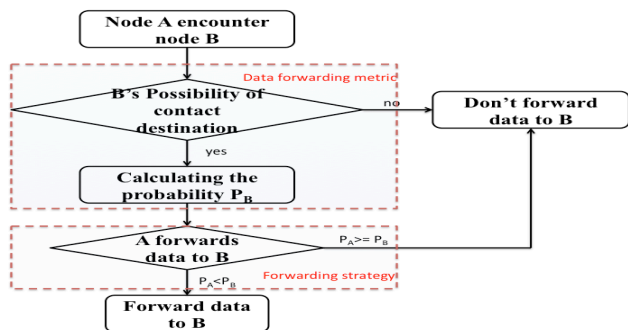 Node A encounter
node B
Data forwarding metric
B's Possibility of
contact
destination
no
Don't forward
data to B
yes
Calculating the
probability P_B
A forwards
data to B
P_A>= P_B
Forwarding strategy
P_A<P_B
Forward data
to B